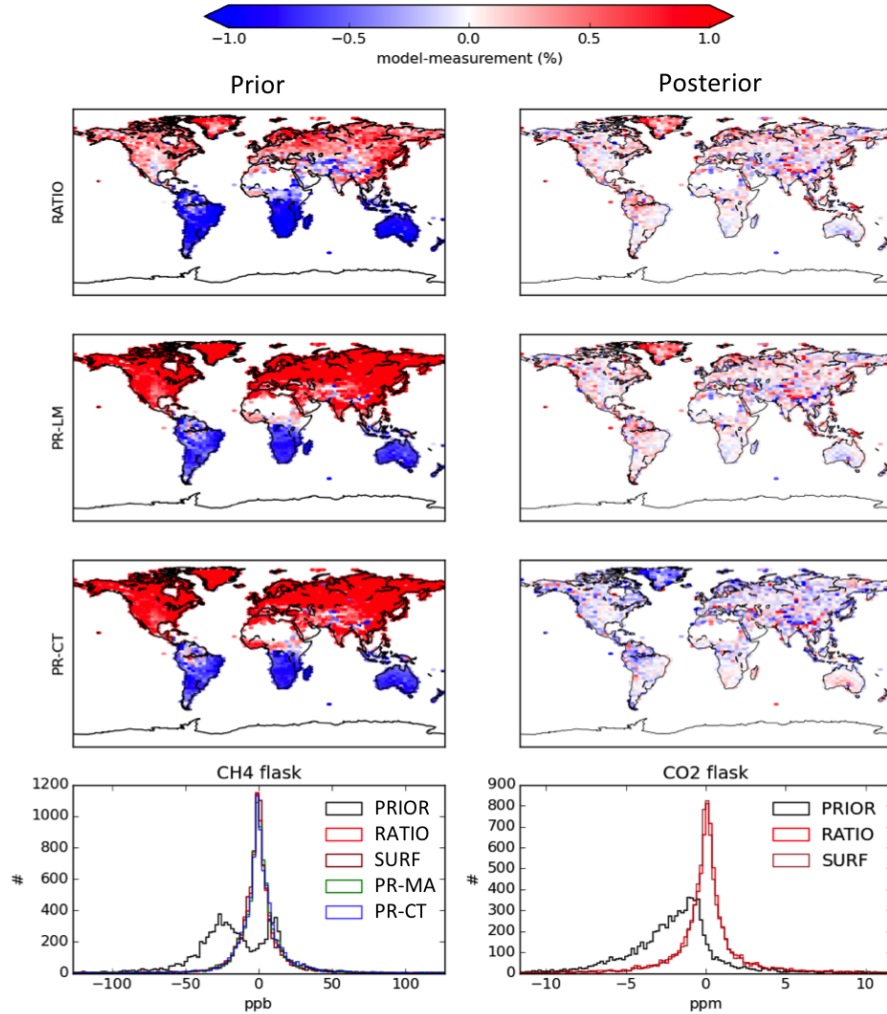 −1.0 −0.5 0.0 0.5 1.0
model-measurement (%)
Prior Posterior
RATIO
PR-LM
PR-CT
CH4 flask
1200
1000
800
600
400
200
0
#
PRIOR
RATIO
SURF
PR-MA
PR-CT
−100 −50 0 50 100
ppb
CO2 flask
900
800
700
600
500
400
300
200
100
0
#
PRIOR
RATIO
SURF
−10 −5 0 5 10
ppm